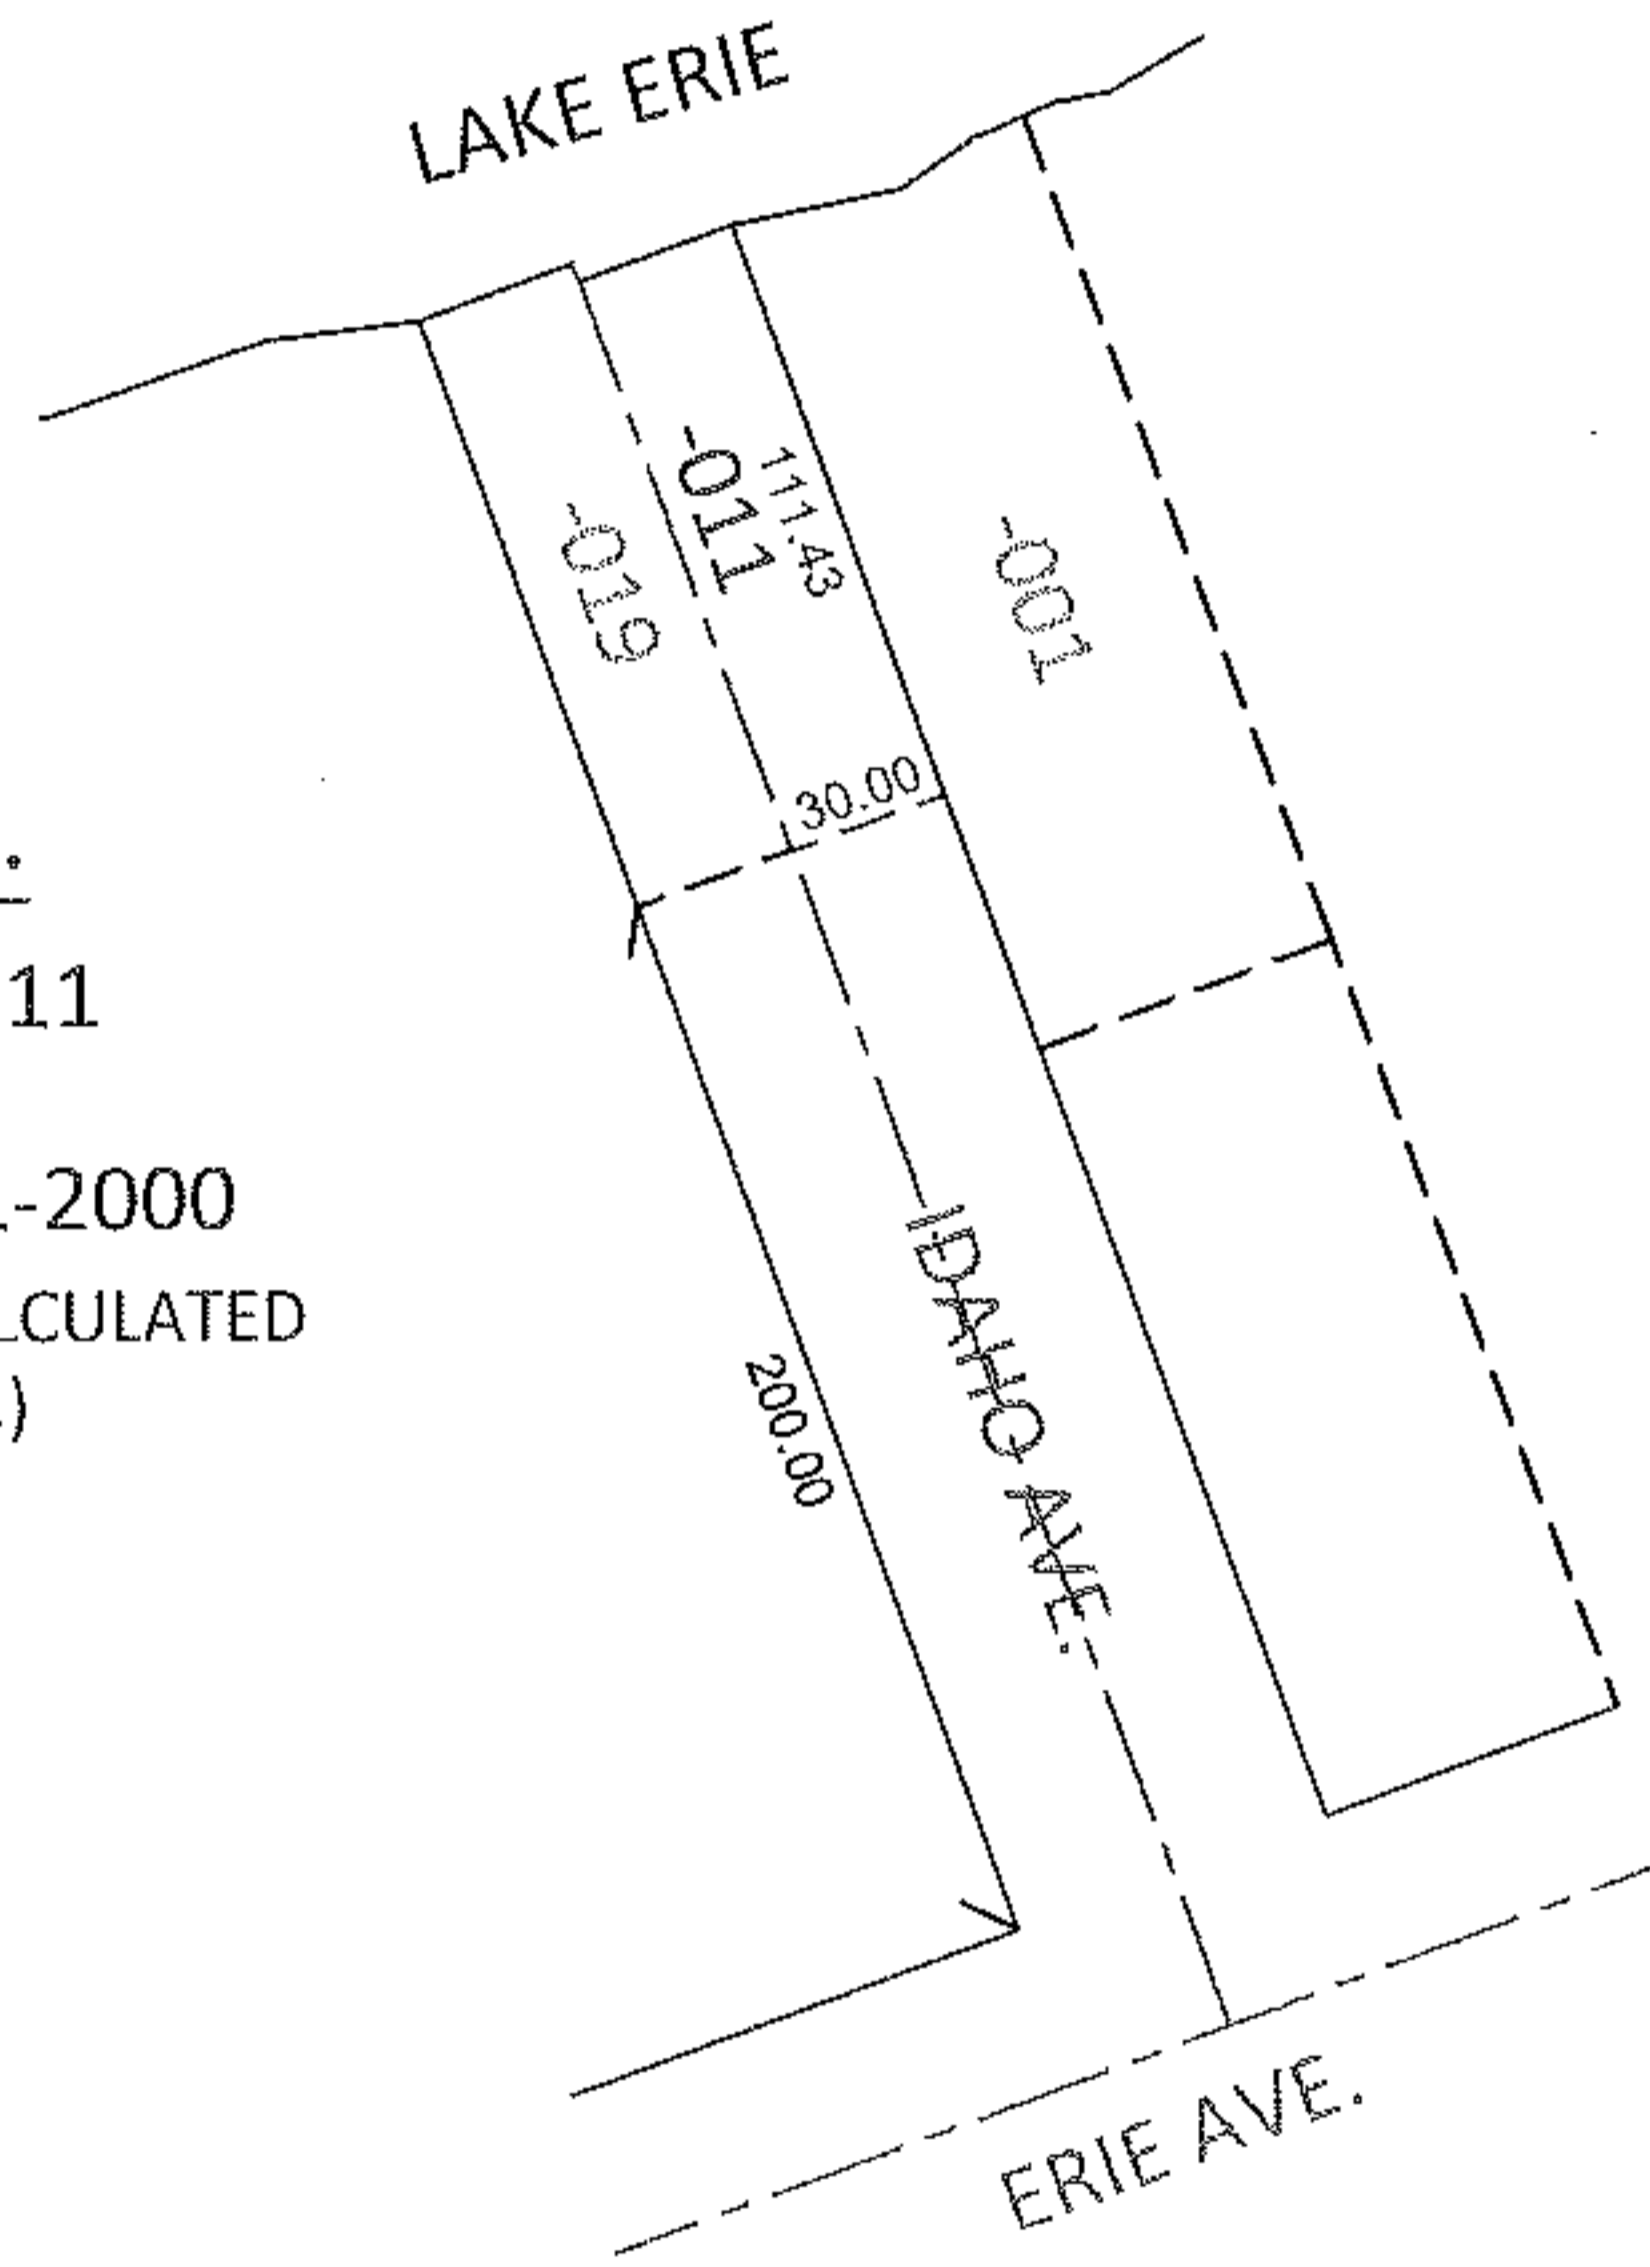 LAKE ERIE
-019
-011
111.43
-001
30.00
11
-2000
LCULATED
)
200.00
IDAHO AVE.
ERIE AVE.